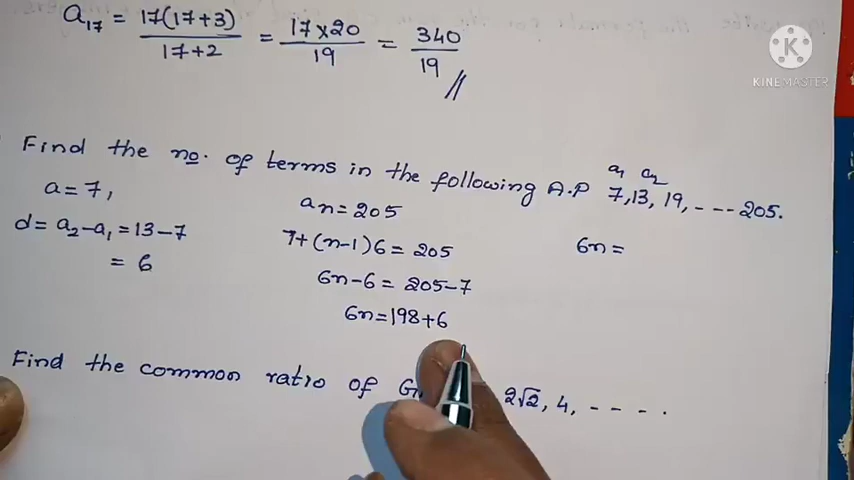 a17 = 17(17+3) / 17+2 = 17×20 / 19 = 340 / 19 //
KINEMASTER
Find the no. of terms in the following A.P 7,13, 19, - - - 205.
a1 a2
a = 7,
d = a2-a1 = 13-7
= 6
an = 205
7+(n-1)6 = 205
6n-6 = 205-7
6n = 198+6
6n =
Find the common ratio of 2√2, 4, - - - - .